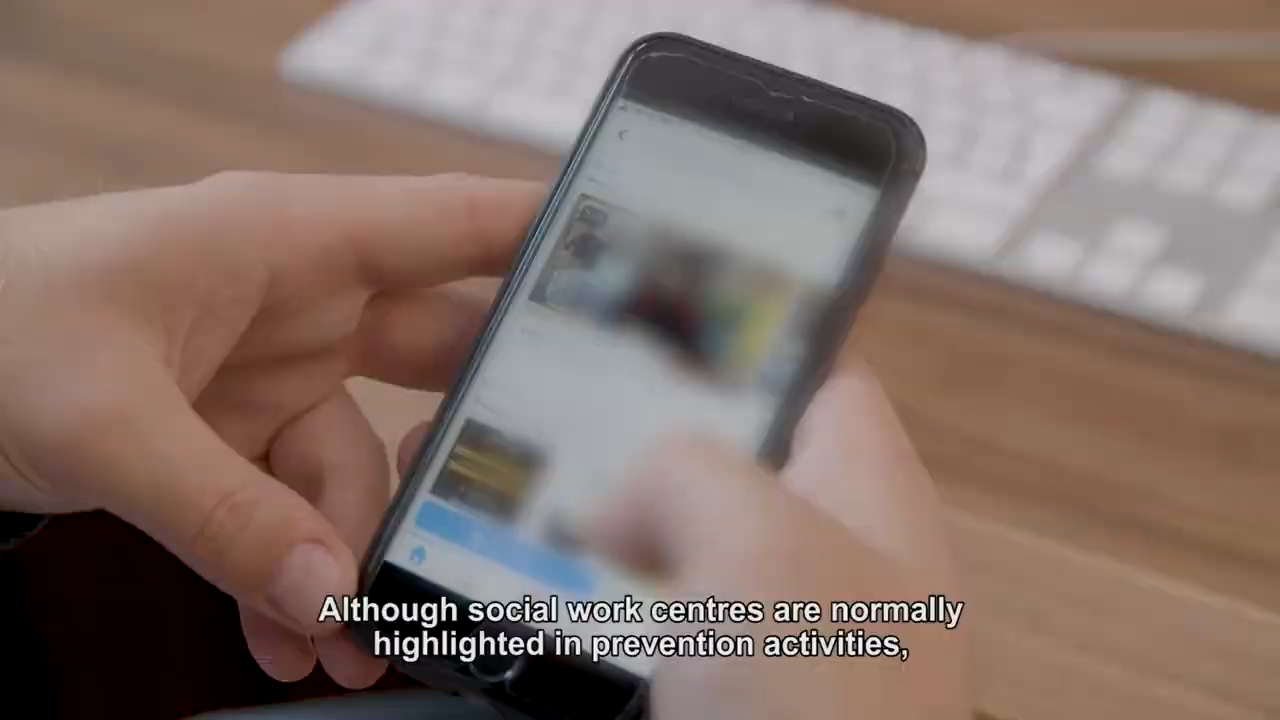 Although social work centres are normally
highlighted in prevention activities,